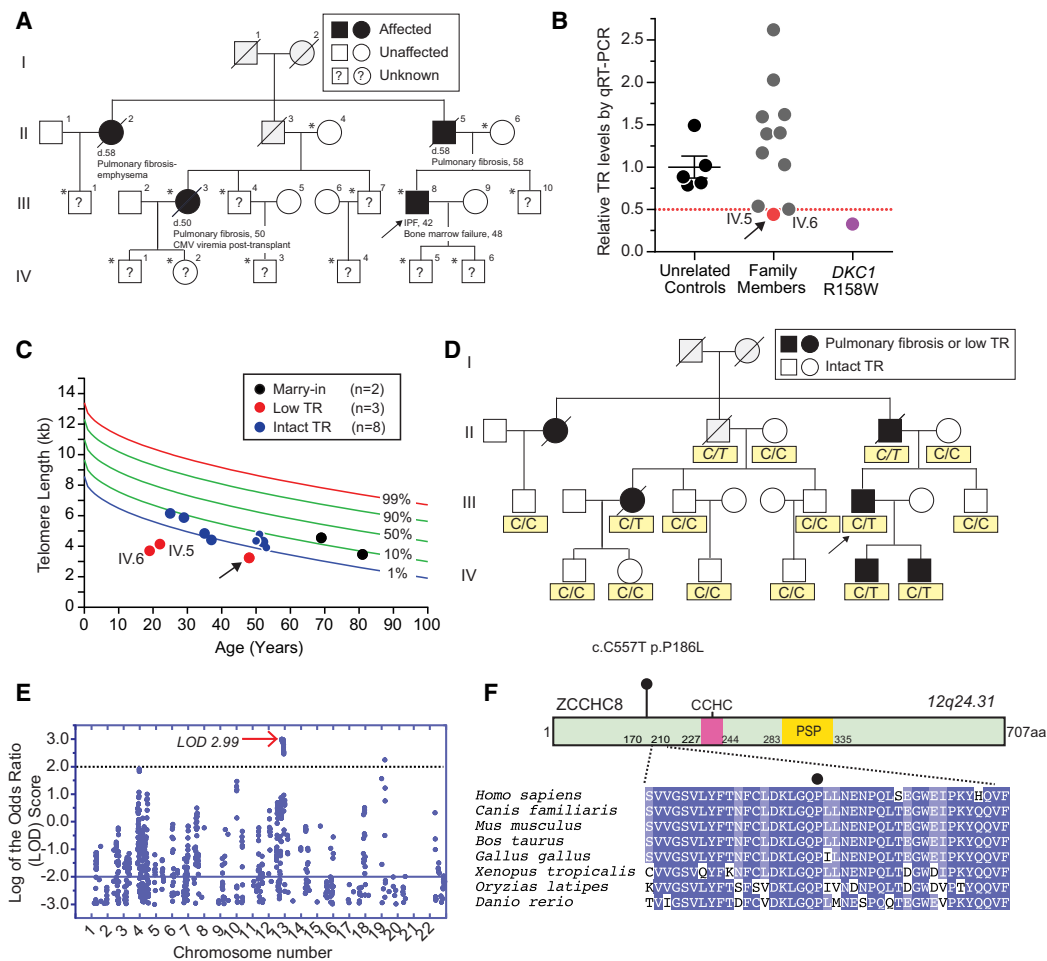 A
Affected
Unaffected
? ? Unknown
I
1 2
II
1 2 3 * 4 5 * 6
d.58
Pulmonary fibrosis-
emphysema
d.58
Pulmonary fibrosis, 58
III
* ? 1 2 * 3 * ? 4 5 6 * ? 7 * 8 9 * ? 10
d.50
Pulmonary fibrosis, 50
CMV viremia post-transplant
IPF, 42
Bone marrow failure, 48
IV
* ? 1 * ? 2 * ? 3 * ? 4 * ? 5 * ? 6
B
Relative TR levels by qRT-PCR
2.5
2.0
1.5
1.0
0.5
0.0
IV.5
IV.6
Unrelated
Controls
Family
Members
DKC1
R158W
C
Telomere Length (kb)
14
12
10
8
6
4
2
0
Marry-in (n=2)
Low TR (n=3)
Intact TR (n=8)
99%
90%
50%
10%
1%
IV.6
IV.5
0 10 20 30 40 50 60 70 80 90 100
Age (Years)
D
Pulmonary fibrosis or low TR
Intact TR
I
II
C/T C/C C/T C/C
III
C/C C/T C/C C/C C/T C/C
IV
C/C C/C C/C C/C C/T C/T
c.C557T p.P186L
E
Log of the Odds Ratio
(LOD) Score
3.0
2.0
1.0
0.0
-1.0
-2.0
-3.0
LOD 2.99
1 2 3 4 5 6 7 8 9 10 11 12 13 14 15 16 17 18 19 20 21 22
Chromosome number
F
ZCCHC8
CCHC
12q24.31
1
PSP
707aa
170 210 227 244 283 335
Homo sapiens SVVGSVLYFTNFCLDKLGQPLLNENPQLSEGWEIPKYHQVF
Canis familiaris SVVGSVLYFTNFCLDKLGQPLLNENPQLTEGWEIPKYQQVF
Mus musculus SVVGSVLYFTNFCLDKLGQPLLNENPQLTEGWEIPKYQQVF
Bos taurus SVVGSVLYFTNFCLDKLGQPLLNENPQLTEGWEIPKYQQVF
Gallus gallus SVVGSVLYFTNFCLDKLGQPILNENPQLTEGWEIPKYQQVF
Xenopus tropicalis CVVGSVQYFKNFCLDKLGQPLLNENPQLTDGWDIPKYQQVF
Oryzias latipes KVVGSVLYFTSFSVDKLGQPIVNDNPQLTDGWDVPTYQQVF
Danio rerio TVIGSVLYFTDFCVDKLGQPLMNESPQQTEGWEVPKYQQVF